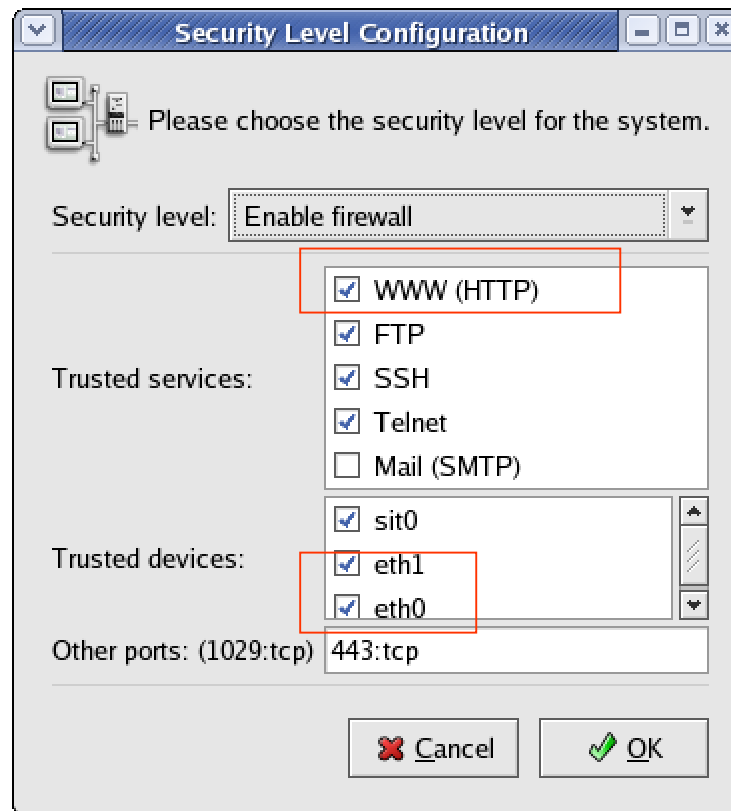 Security Level Configuration
Please choose the security level for the system.
Security level: Enable firewall
WWW (HTTP)
FTP
Trusted services: SSH
Telnet
Mail (SMTP)
sit0
Trusted devices: eth1
eth0
Other ports: (1029:tcp) 443:tcp
Cancel OK